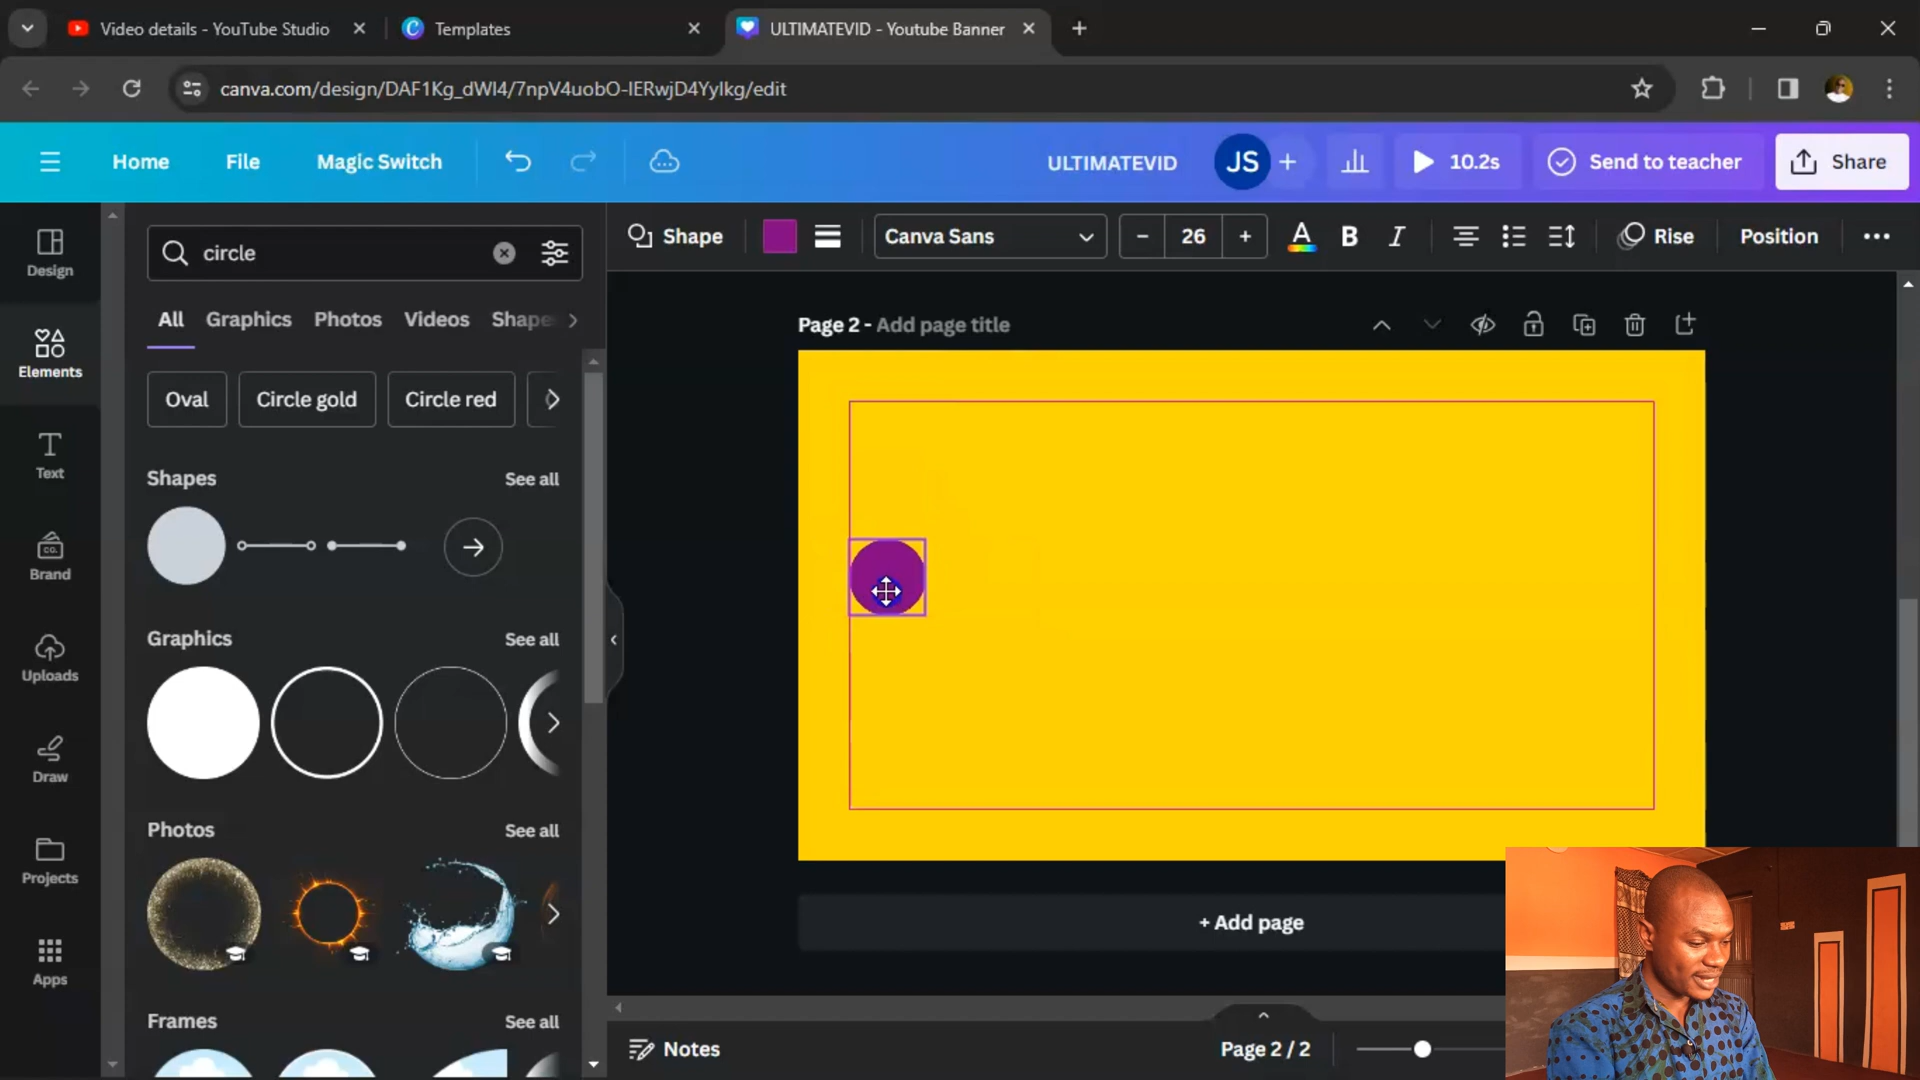 Video details - YouTube Studio
Templates
ULTIMATEVID - Youtube Banner
canva.com/design/DAF1Kg_dWI4/7npV4uobO-IERwjD4Yylkg/edit
Home
File
Magic Switch
ULTIMATEVID
JS
10.2s
Send to teacher
Share
Design
Elements
Text
Brand
Uploads
Draw
Projects
Apps
circle
All
Graphics
Photos
Videos
Shape
Oval
Circle gold
Circle red
Shapes
See all
Graphics
See all
Photos
See all
Frames
See all
Shape
Canva Sans
26
Rise
Position
Page 2 - Add page title
+ Add page
Notes
Page 2 / 2